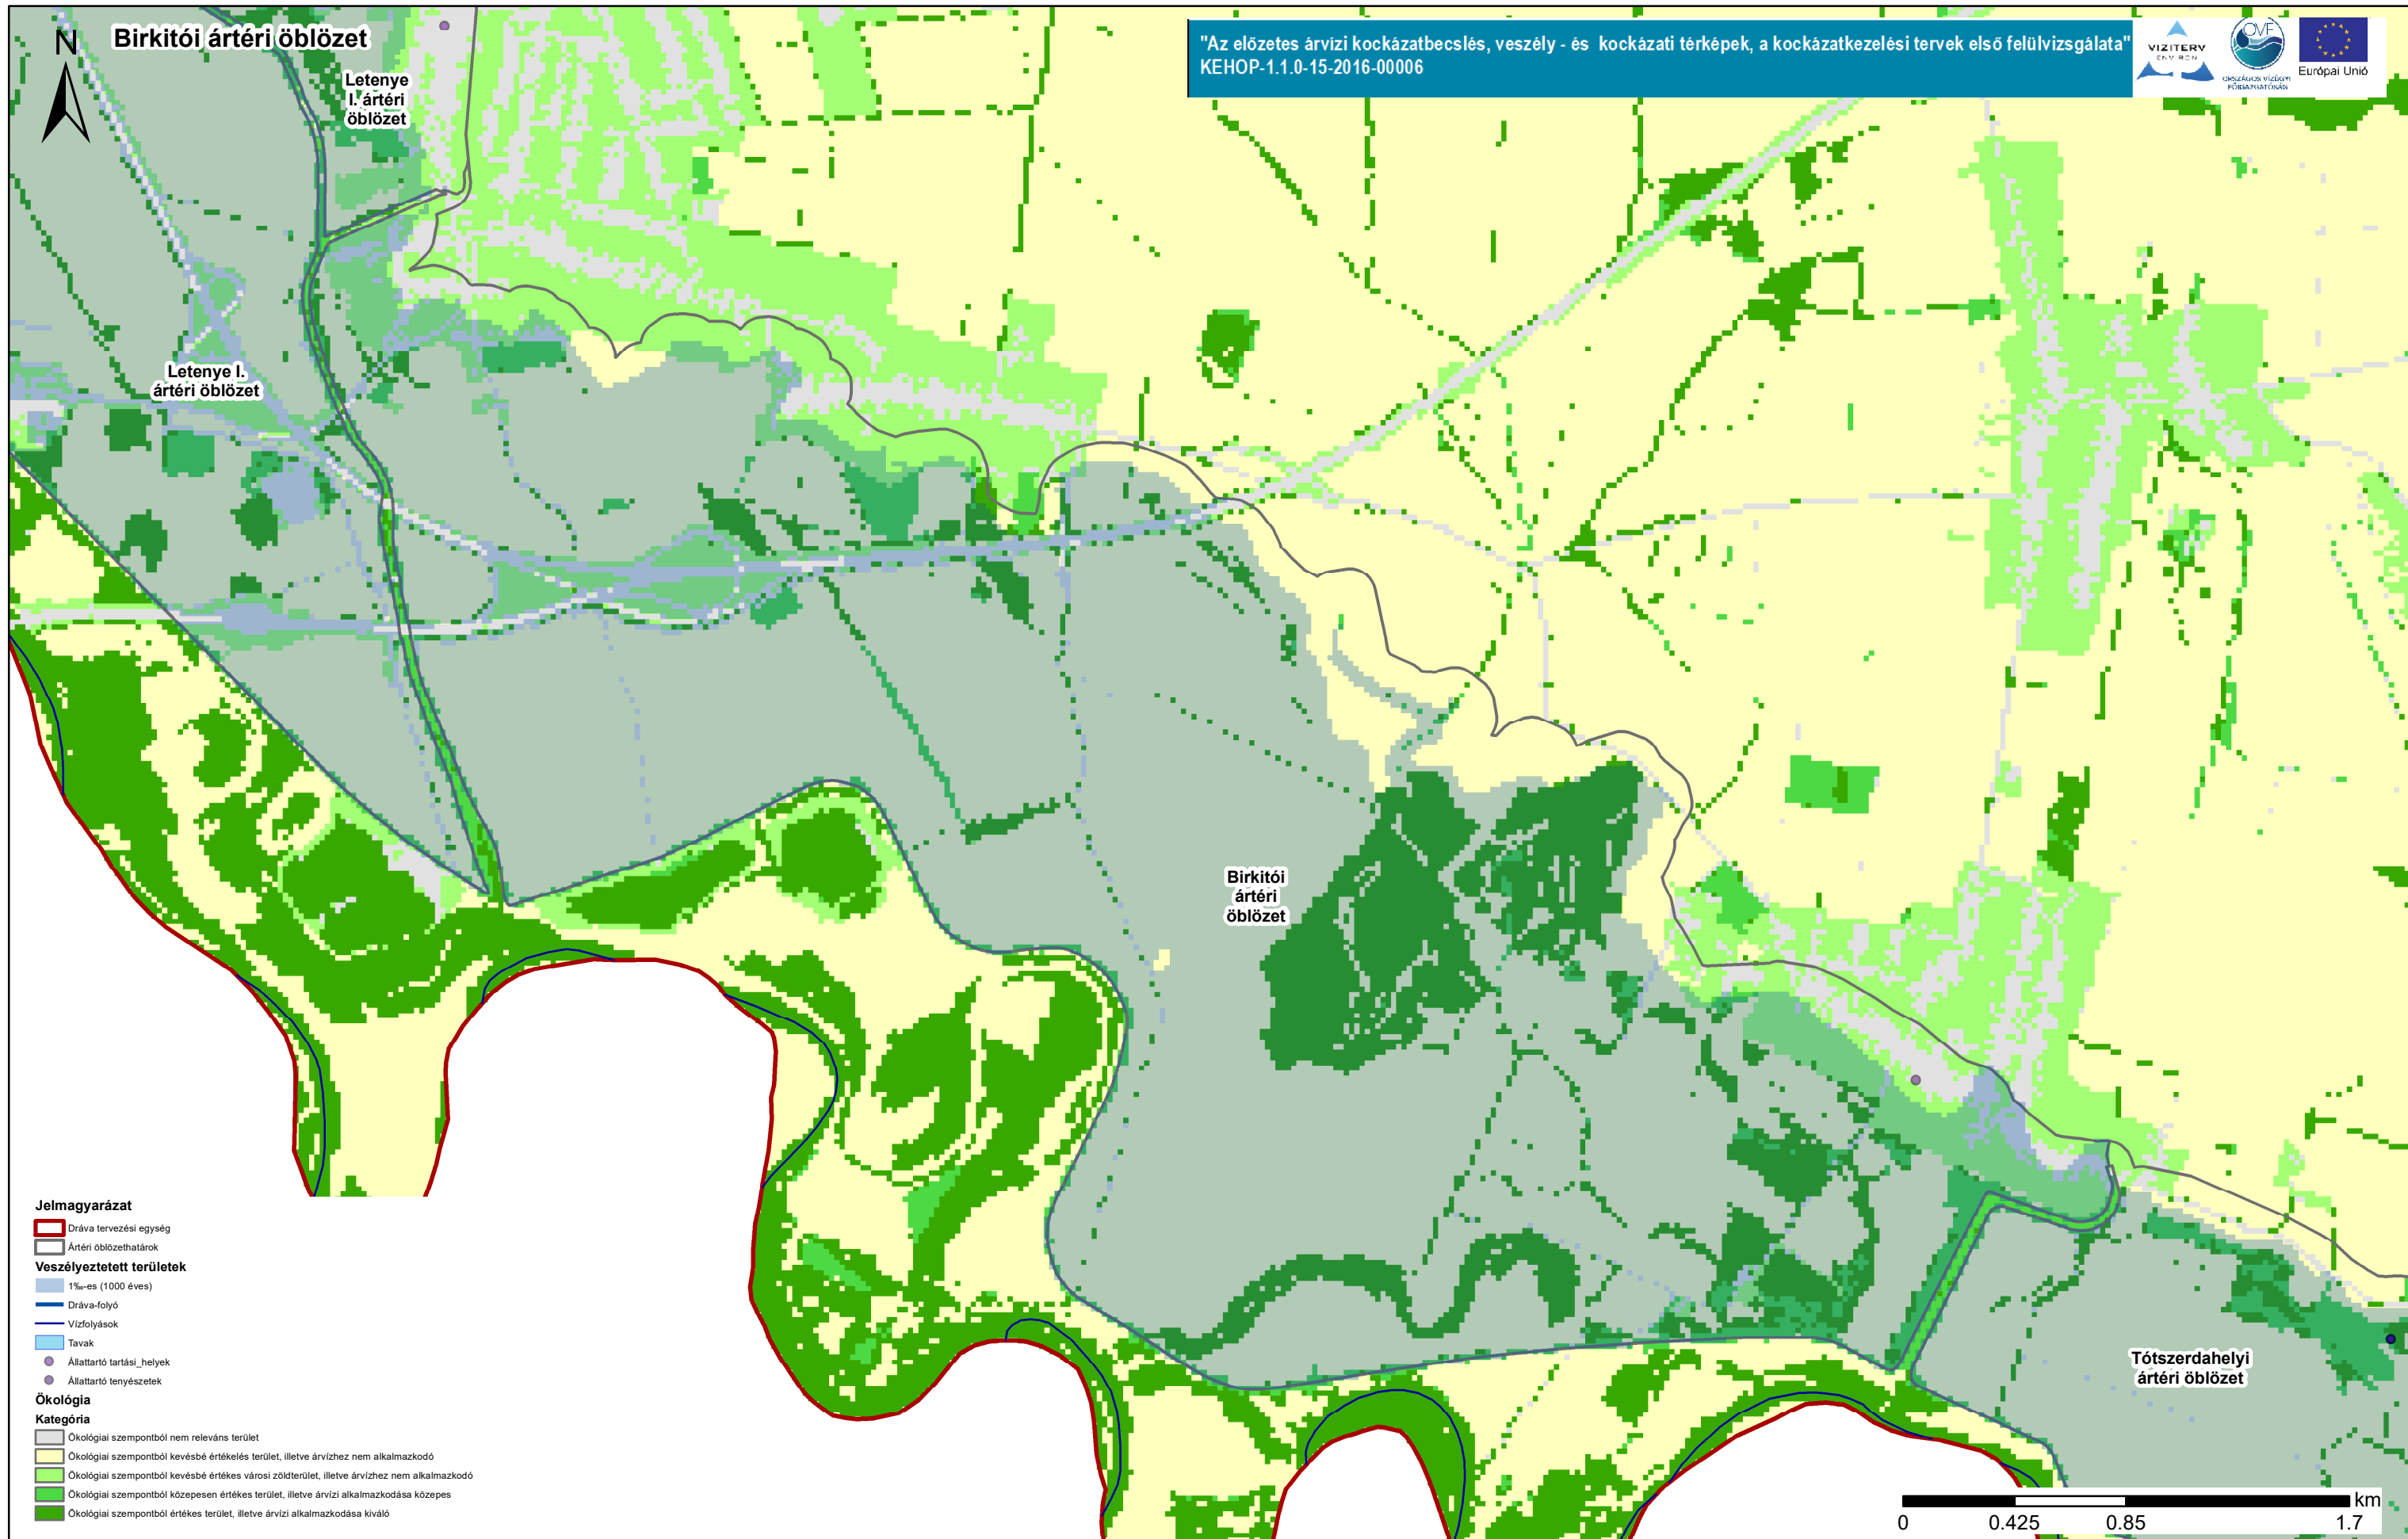 Birkitói ártéri öblözet
N
"Az előzetes árvízi kockázatbecslés, veszély - és  kockázati térképek, a kockázatkezelési tervek első felülvizsgálata"
KEHOP-1.1.0-15-2016-00006
VIZITERV
ENVIRON
OVF
ORSZÁGOS VÍZÜGYI
FŐIGAZGATÓSÁG
Európai Unió
Letenye
I. ártéri
öblözet
Letenye I.
ártéri öblözet
Birkitói
ártéri
öblözet
Tótszerdahelyi
ártéri öblözet
Jelmagyarázat
Dráva tervezési egység
Ártéri öblözethatárok
Veszélyeztetett területek
1‰-es (1000 éves)
Dráva-folyó
Vízfolyások
Tavak
Állattartó tartási_helyek
Állattartó tenyészetek
Ökológia
Kategória
Ökológiai szempontból nem releváns terület
Ökológiai szempontból kevésbé értékelés terület, illetve árvízhez nem alkalmazkodó
Ökológiai szempontból kevésbé értékes városi zöldterület, illetve árvízhez nem alkalmazkodó
Ökológiai szempontból közepesen értékes terület, illetve árvízi alkalmazkodása közepes
Ökológiai szempontból értékes terület, illetve árvízi alkalmazkodása kiváló
km
0 0.425 0.85 1.7